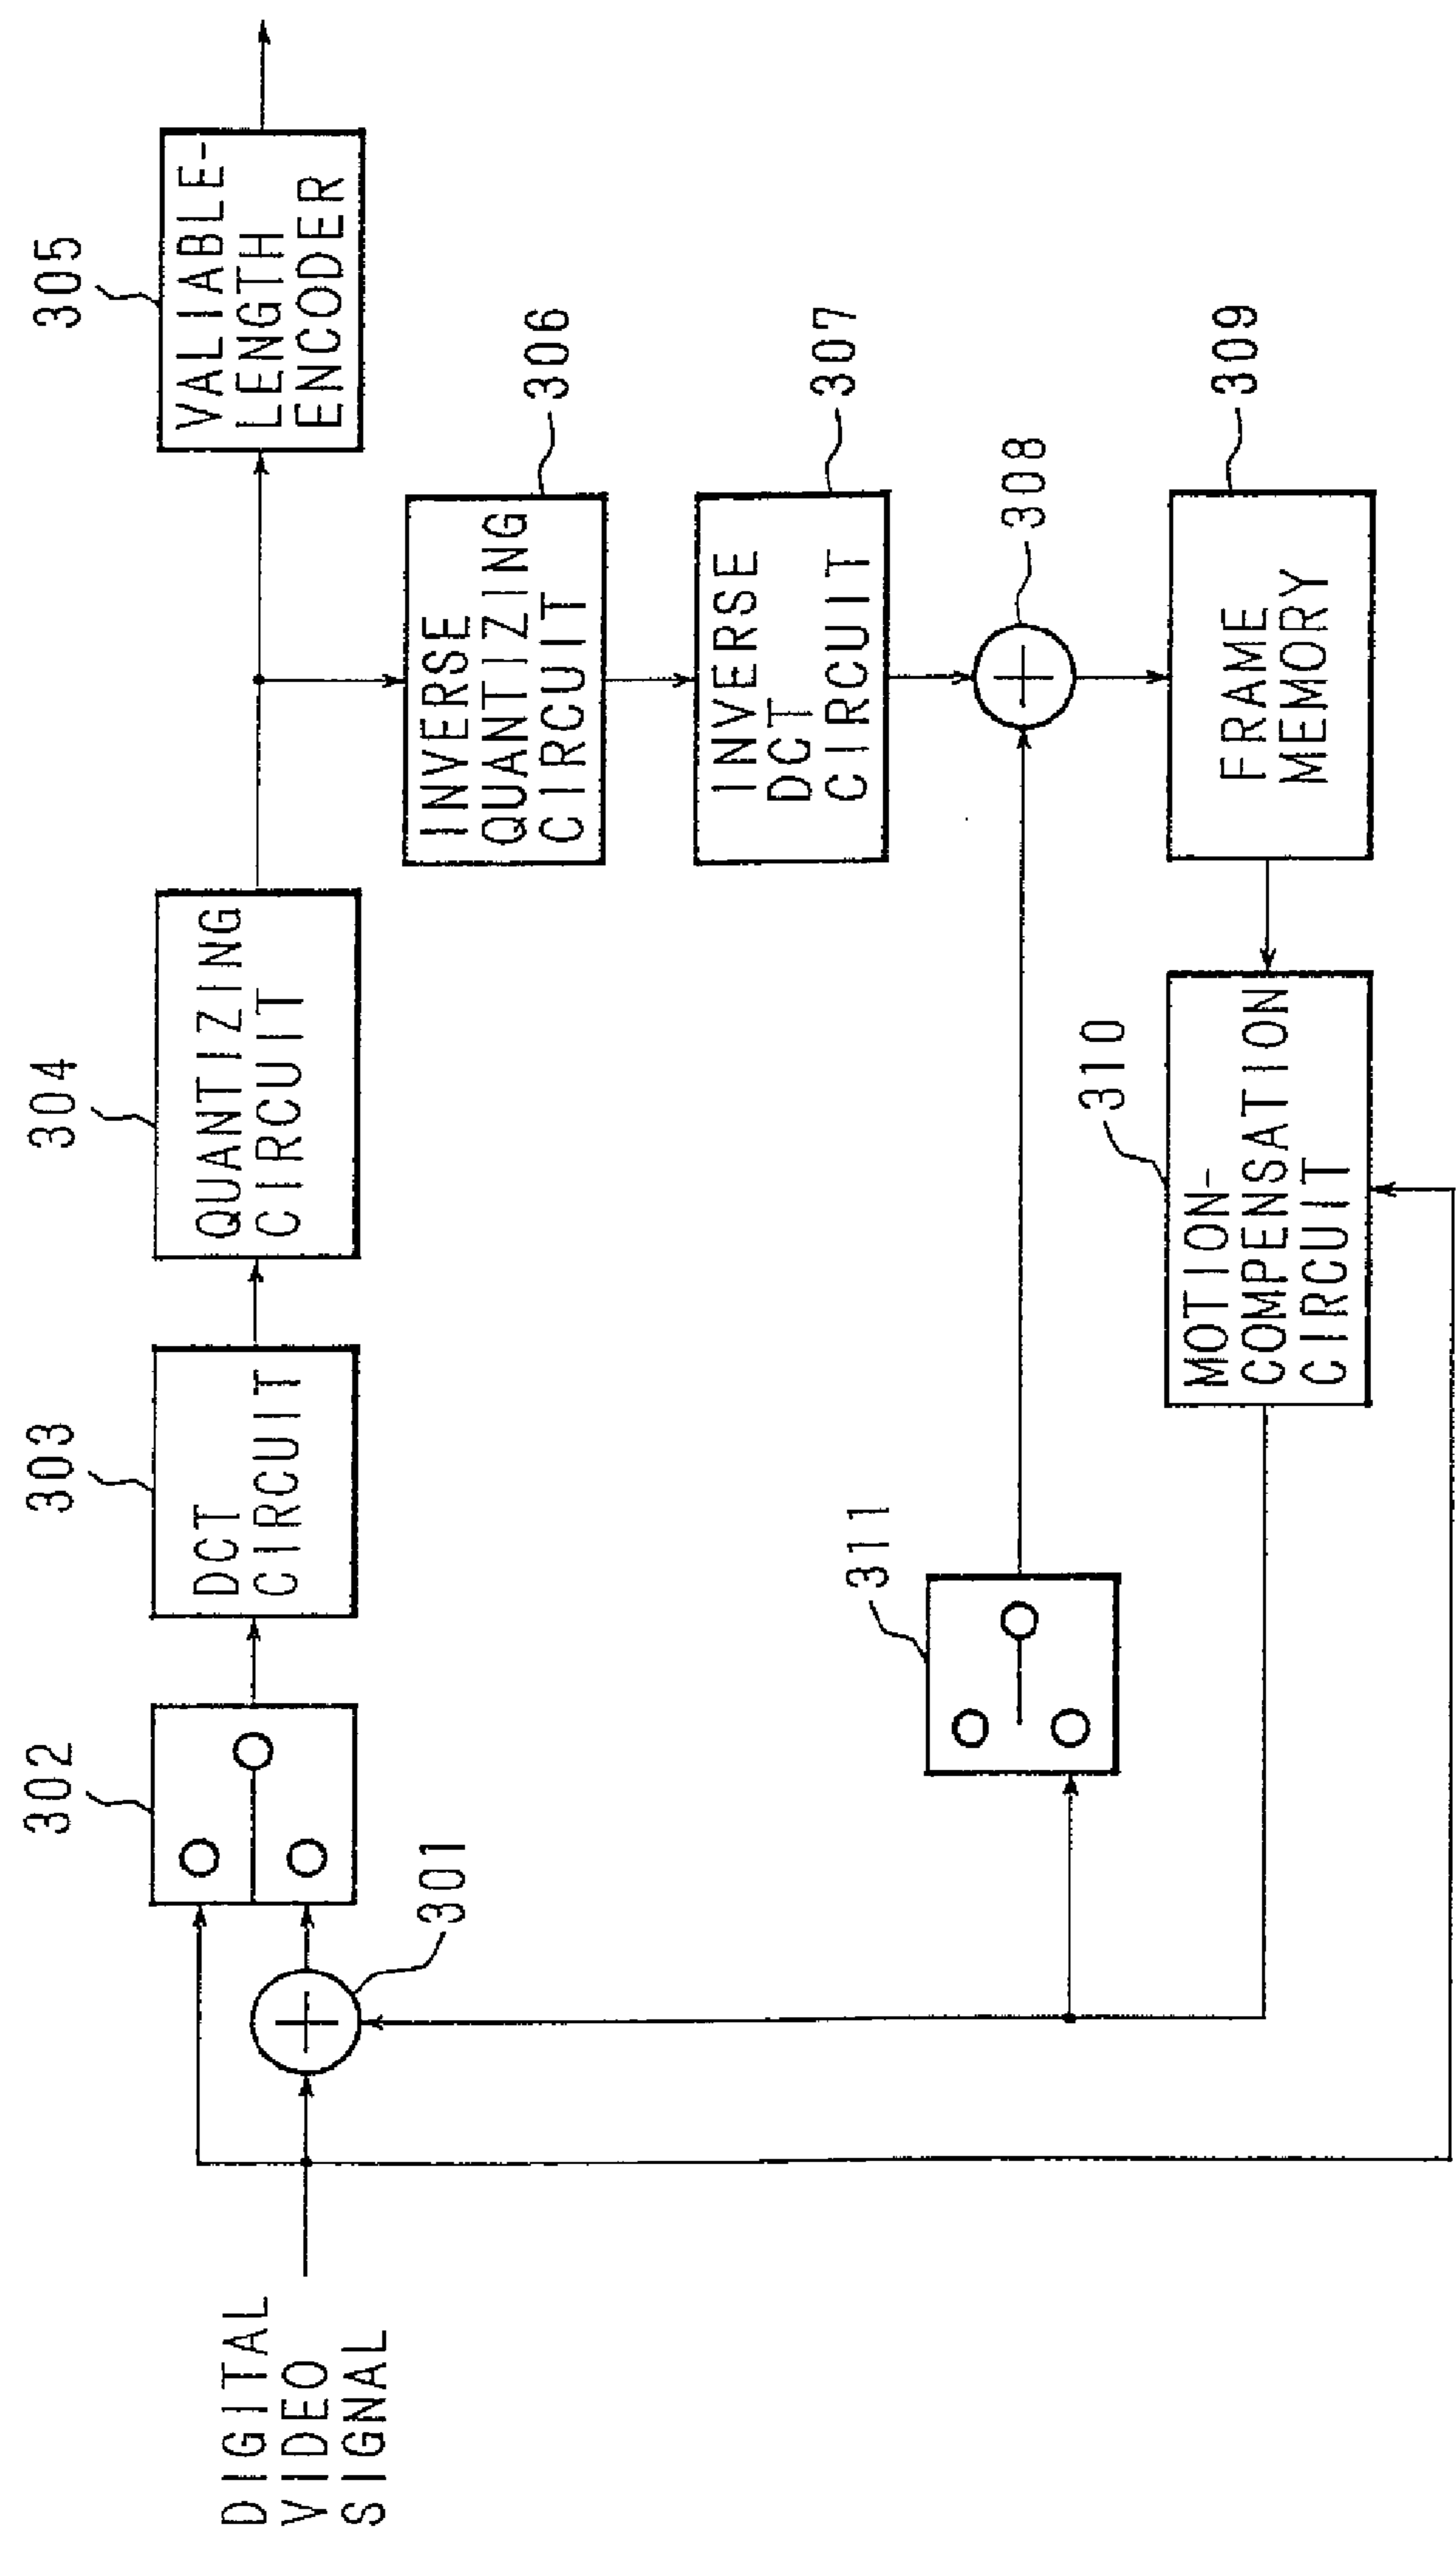 DIGITAL
VIDEO
SIGNAL
301
302
303
DCT
CIRCUIT
304
QUANTIZING
CIRCUIT
305
VALIABLE-
LENGTH
ENCODER
306
INVERSE
QUANTIZING
CIRCUIT
307
INVERSE
DCT
CIRCUIT
308
309
FRAME
MEMORY
310
MOTION-
COMPENSATION
CIRCUIT
311